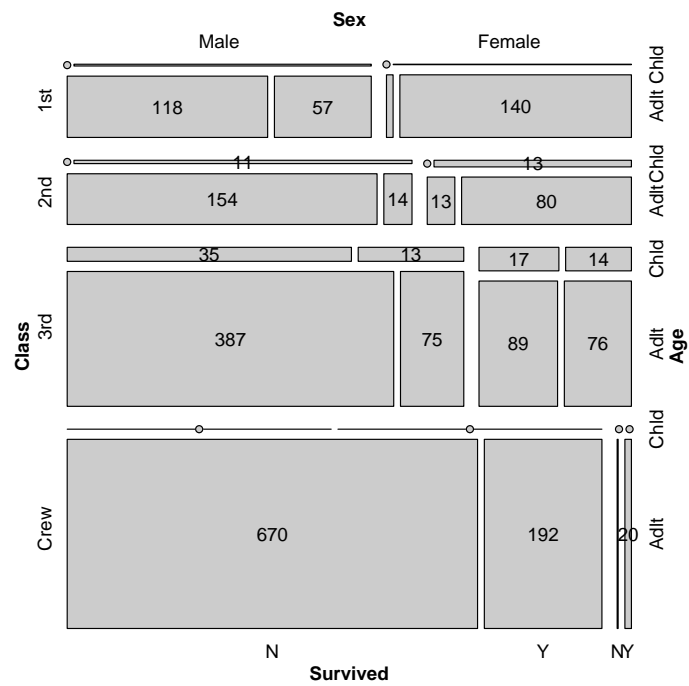 Sex
Male Female
1st
118 57 140
Chld
Adlt
2nd
11 13
154 14 13 80
Chld
Adlt
Class
3rd
35 13 17 14
387 75 89 76
Chld
Adlt
Age
Crew
670 192 20
Chld
Adlt
N Y N Y
Survived